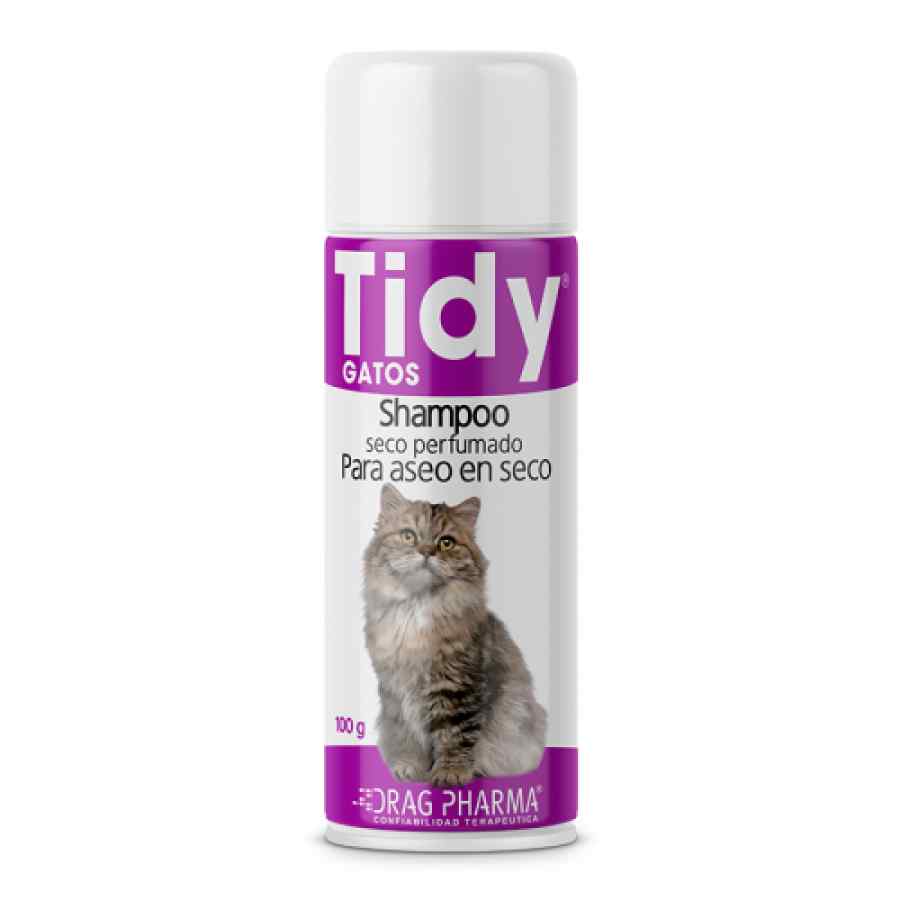 Tidy®
GATOS
Shampoo
seco perfumado
Para aseo en seco
100 g
DRAG PHARMA®
CONFIABILIDAD TERAPEUTICA